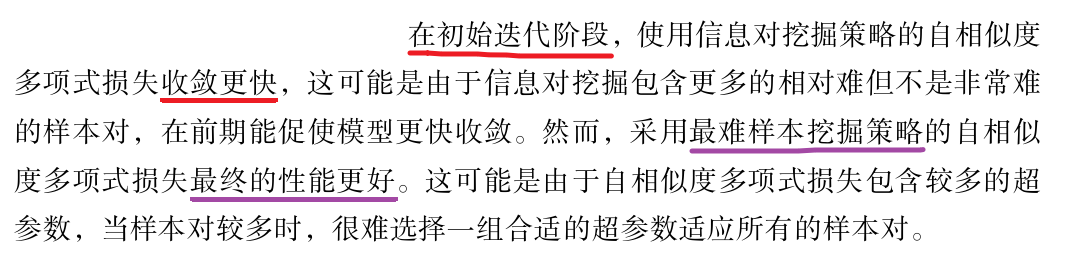 在初始迭代阶段，使用信息对挖掘策略的自相似度
多项式损失收敛更快，这可能是由于信息对挖掘包含更多的相对难但不是非常难
的样本对，在前期能促使模型更快收敛。然而，采用最难样本挖掘策略的自相似
度多项式损失最终的性能更好。这可能是由于自相似度多项式损失包含较多的超
参数，当样本对较多时，很难选择一组合适的超参数适应所有的样本对。